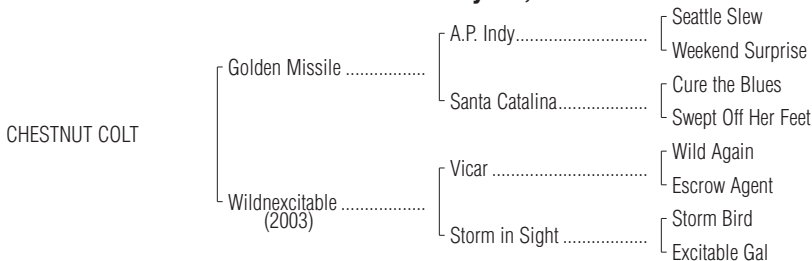 Seattle Slew
A.P. Indy
Weekend Surprise
Golden Missile
Cure the Blues
Santa Catalina
Swept Off Her Feet
CHESTNUT COLT
Wild Again
Vicar
Escrow Agent
Wildnexcitable
(2003)
Storm Bird
Storm in Sight
Excitable Gal